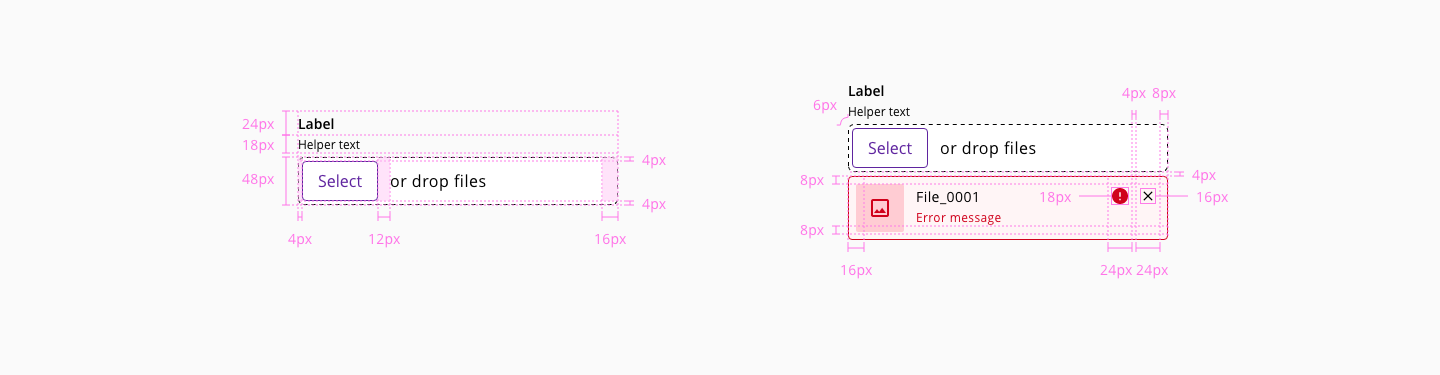 24px
Label
18px
Helper text
48px
Select
or drop files
4px
4px
4px
12px
16px
Label
6px
Helper text
4px
8px
Select
or drop files
8px
4px
File_0001
18px
16px
Error message
8px
16px
24px
24px